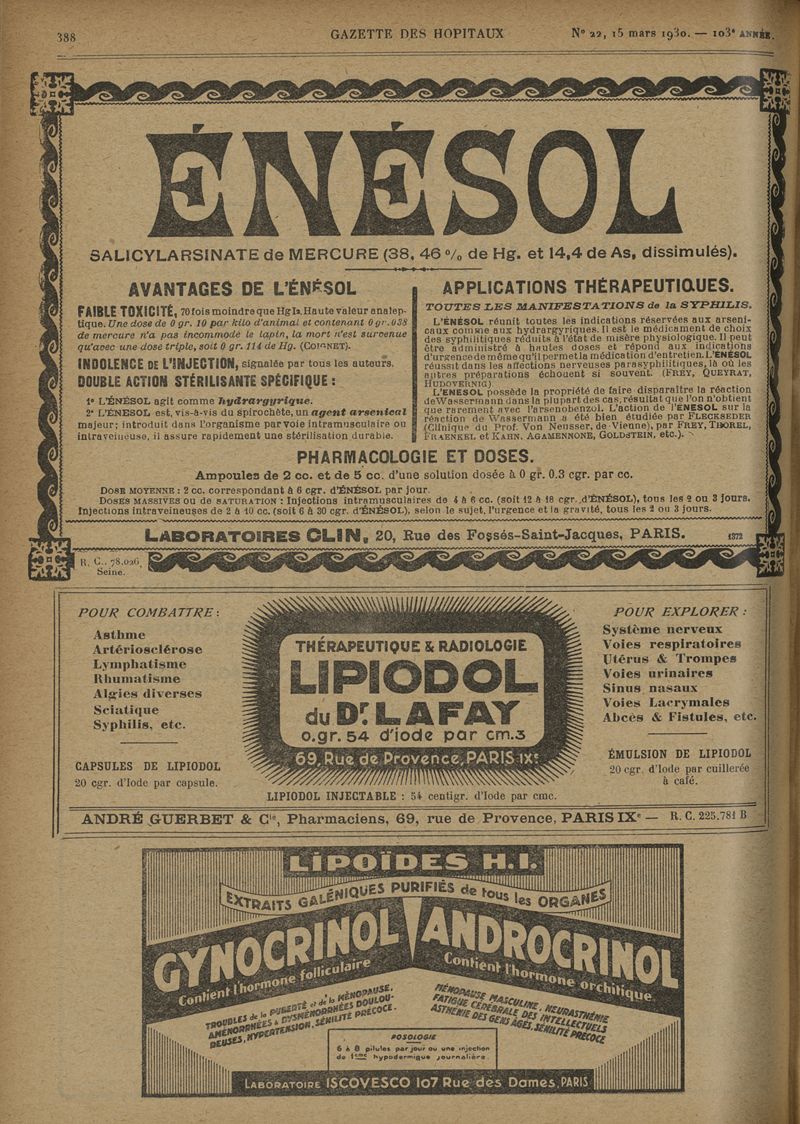 388
GAZETTE DES HOPITAUX
Nº 22, 15 mars 1930. — 103ᵉ ANNÉE.
ÉNÉSOL
SALICYLARSINATE de MERCURE (38, 46 % de Hg. et 14,4 de As, dissimulés).
AVANTAGES DE L'ÉNÉSOL
FAIBLE TOXICITÉ, 70 fois moindre que Hg I2. Haute valeur analep-
tique. Une dose de 0 gr. 10 par kilo d'animal et contenant 0 gr. 038
de mercure n'a pas incommodé le lapin, la mort n'est survenue
qu'avec une dose triple, soit 0 gr. 114 de Hg. (COIGNET).
INDOLENCE DE L'INJECTION, signalée par tous les auteurs.
DOUBLE ACTION STÉRILISANTE SPÉCIFIQUE :
1º L'ÉNÉSOL agit comme hydrargyrique.
2º L'ÉNESOL est, vis-à-vis du spirochète, un agent arsenical
majeur; introduit dans l'organisme par voie intramusculaire ou
intraveineuse, il assure rapidement une stérilisation durable.
APPLICATIONS THÉRAPEUTIQUES.
TOUTES LES MANIFESTATIONS de la SYPHILIS.
L'ÉNÉSOL réunit toutes les indications réservées aux arseni-
caux comme aux hydrargyriques. Il est le médicament de choix
des syphilitiques réduits à l'état de misère physiologique. Il peut
être administré à hautes doses et répond aux indications
d'urgence de même qu'il permet la médication d'entretien. L'ENÉSOL
réussit dans les affections nerveuses parasyphilitiques, là où les
autres préparations échouent si souvent. (FREY, QUEYRAT,
HUDOVERNIG)
L'ÉNESOL possède la propriété de faire disparaître la réaction
de Wassermann dans la plupart des cas, résultat que l'on n'obtient
que rarement avec l'arsenobenzol. L'action de l'ENÉSOL sur la
réaction de Wassermann a été bien étudiée par FLECKSEDER
(Clinique du Prof. Von Neusser, de Vienne), par FREY, THOREL,
FRAENKEL et KAHN, AGAMENNONE, GOLDSTEIN, etc.).
PHARMACOLOGIE ET DOSES.
Ampoules de 2 cc. et de 5 cc. d'une solution dosée à 0 gr. 0.3 cgr. par cc.
DOSE MOYENNE : 2 cc. correspondant à 6 cgr. d'ÉNÉSOL par jour.
DOSES MASSIVES ou de SATURATION : Injections intramusculaires de 4 à 6 cc. (soit 12 à 18 cgr. d'ÉNÉSOL), tous les 2 ou 3 jours.
Injections intraveineuses de 2 à 10 cc. (soit 6 à 30 cgr. d'ÉNÉSOL), selon le sujet, l'urgence et la gravité, tous les 2 ou 3 jours.
LABORATOIRES CLIN, 20, Rue des Fossés-Saint-Jacques, PARIS.
1372
R. C., 78.026,
Seine.
POUR COMBATTRE :
Asthme
Artériosclérose
Lymphatisme
Rhumatisme
Algies diverses
Sciatique
Syphilis, etc.
CAPSULES DE LIPIODOL
20 cgr. d'Iode par capsule.
THÉRAPEUTIQUE & RADIOLOGIE
LIPIODOL
du Dr. LAFAY
0.gr. 54 d'iode par cm.3
69, Rue de Provence, PARIS IXᵉ
LIPIODOL INJECTABLE : 54 centigr. d'Iode par cmc.
POUR EXPLORER :
Système nerveux
Voies respiratoires
Utérus & Trompes
Voies urinaires
Sinus nasaux
Voies Lacrymales
Abcès & Fistules, etc.
ÉMULSION DE LIPIODOL
20 cgr. d'Iode par cuillerée
à café.
ANDRÉ GUERBET & Cie, Pharmaciens, 69, rue de Provence, PARIS IXᵉ — R. C. 225.781 B
LIPOÏDES H.I.
EXTRAITS GALÉNIQUES PURIFIÉS de tous les ORGANES
GYNOCRINOL
Contient l'hormone folliculaire
TROUBLES de la PUBERTÉ et de la MÉNOPAUSE.
AMÉNORRHÉES & DYSMÉNORRHÉES DOULOU-
REUSES, HYPERTENSION, SÉNILITÉ PRÉCOCE.
ANDROCRINOL
Contient l'hormone orchitique
MÉNOPAUSE MASCULINE. NEURASTHÉNIE
FATIGUE CÉRÉBRALE DES INTELLECTUELS
ASTHÉNIE DES GENS AGÉS, SÉNILITÉ PRÉCOCE
POSOLOGIE
6 à 8 pilules par jour ou une injection
de 1cmc hypodermique journalière.
LABORATOIRE ISCOVESCO 107 Rue des Dames, PARIS